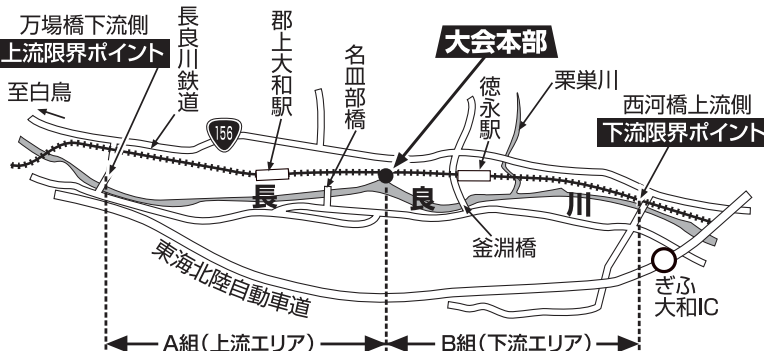 万場橋下流側
上流限界ポイント
至白鳥
長良川鉄道
156
郡上大和駅
名皿部橋
大会本部
徳永駅
栗巣川
西河橋上流側
下流限界ポイント
長良川
釜淵橋
東海北陸自動車道
ぎふ
大和IC
A組(上流エリア)
B組(下流エリア)